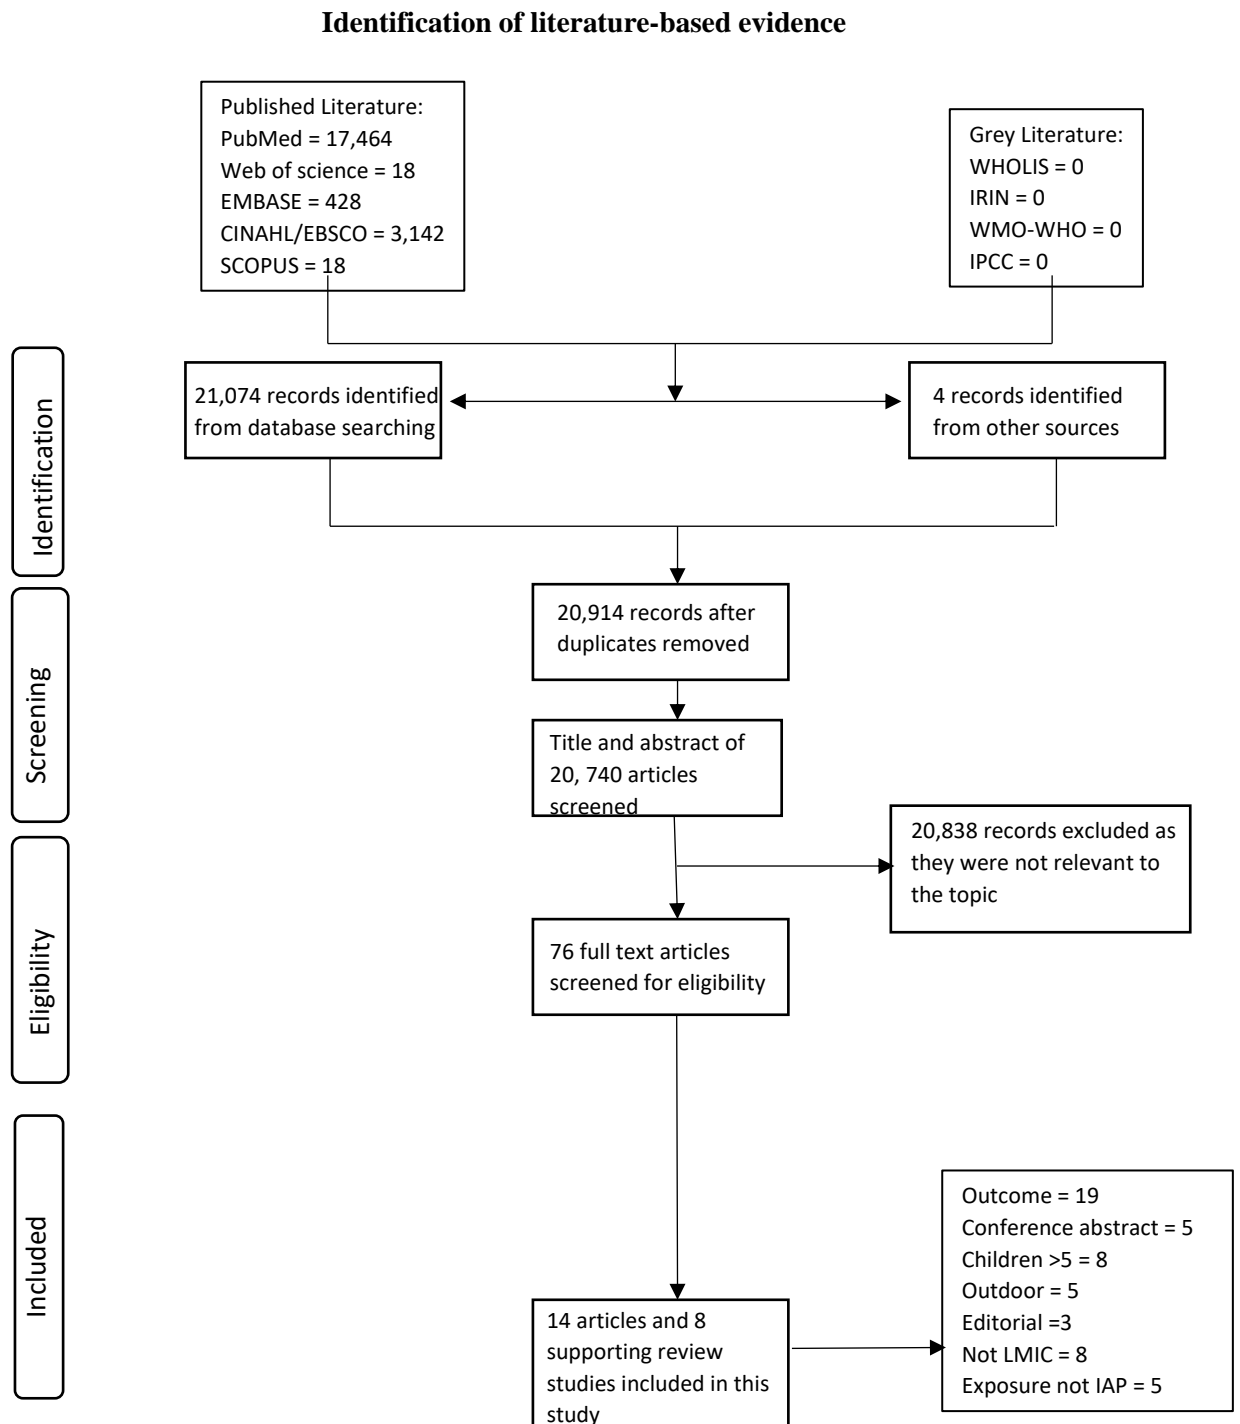 Identification of literature-based evidence
Published Literature:
PubMed = 17,464
Web of science = 18
EMBASE = 428
CINAHL/EBSCO = 3,142
SCOPUS = 18
Grey Literature:
WHOLIS = 0
IRIN = 0
WMO-WHO = 0
IPCC = 0
Identification
21,074 records identified
from database searching
4 records identified
from other sources
Screening
20,914 records after
duplicates removed
Title and abstract of
20, 740 articles
screened
20,838 records excluded as
they were not relevant to
the topic
Eligibility
76 full text articles
screened for eligibility
Included
14 articles and 8
supporting review
studies included in this
study
Outcome = 19
Conference abstract = 5
Children >5 = 8
Outdoor = 5
Editorial =3
Not LMIC = 8
Exposure not IAP = 5